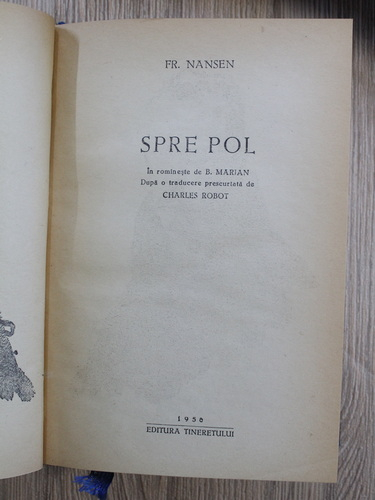 FR. NANSEN
SPRE POL
În romînește de B. MARIAN
După o traducere prescurtată de
CHARLES ROBOT
1956
EDITURA TINERETULUI